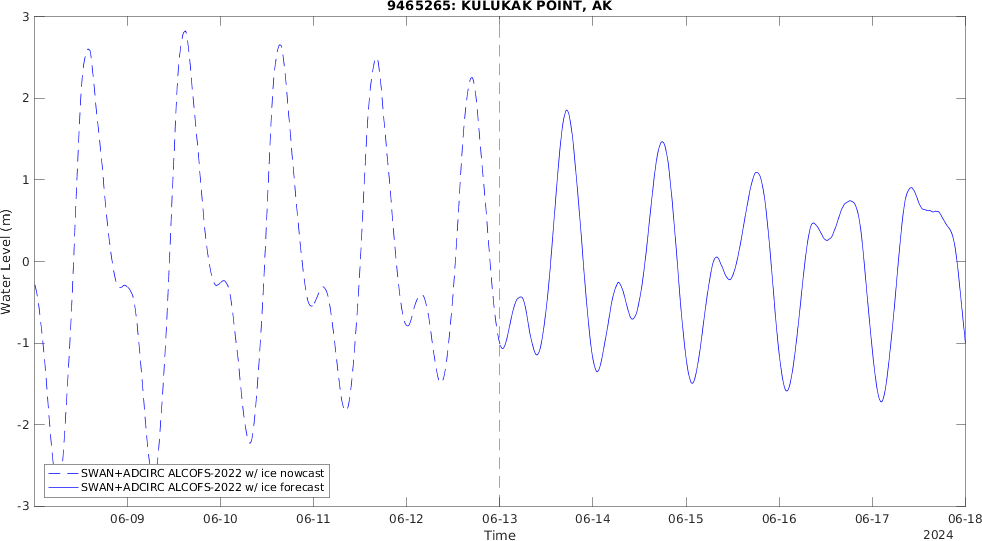 9465265: KULUKAK POINT, AK
3
2
1
0
-1
-2
-3
Water Level (m)
SWAN+ADCIRC ALCOFS-2022 w/ ice nowcast
SWAN+ADCIRC ALCOFS-2022 w/ ice forecast
06-09 06-10 06-11 06-12 06-13 06-14 06-15 06-16 06-17 06-18
Time
2024